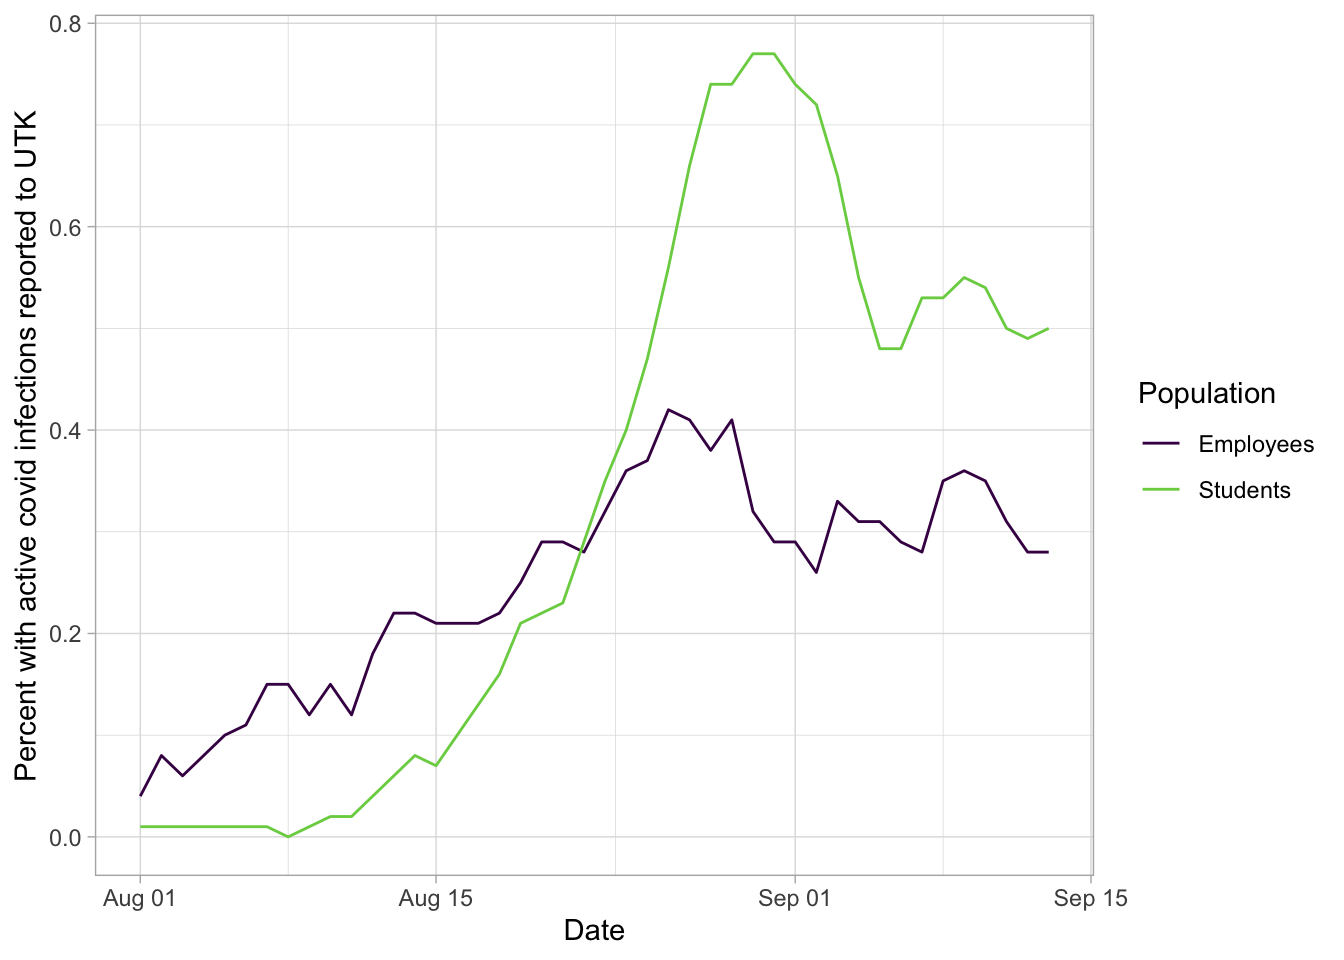 Percent with active covid infections reported to UTK
0.8
0.6
0.4
0.2
0.0
Aug 01
Aug 15
Sep 01
Sep 15
Date
Population
Employees
Students